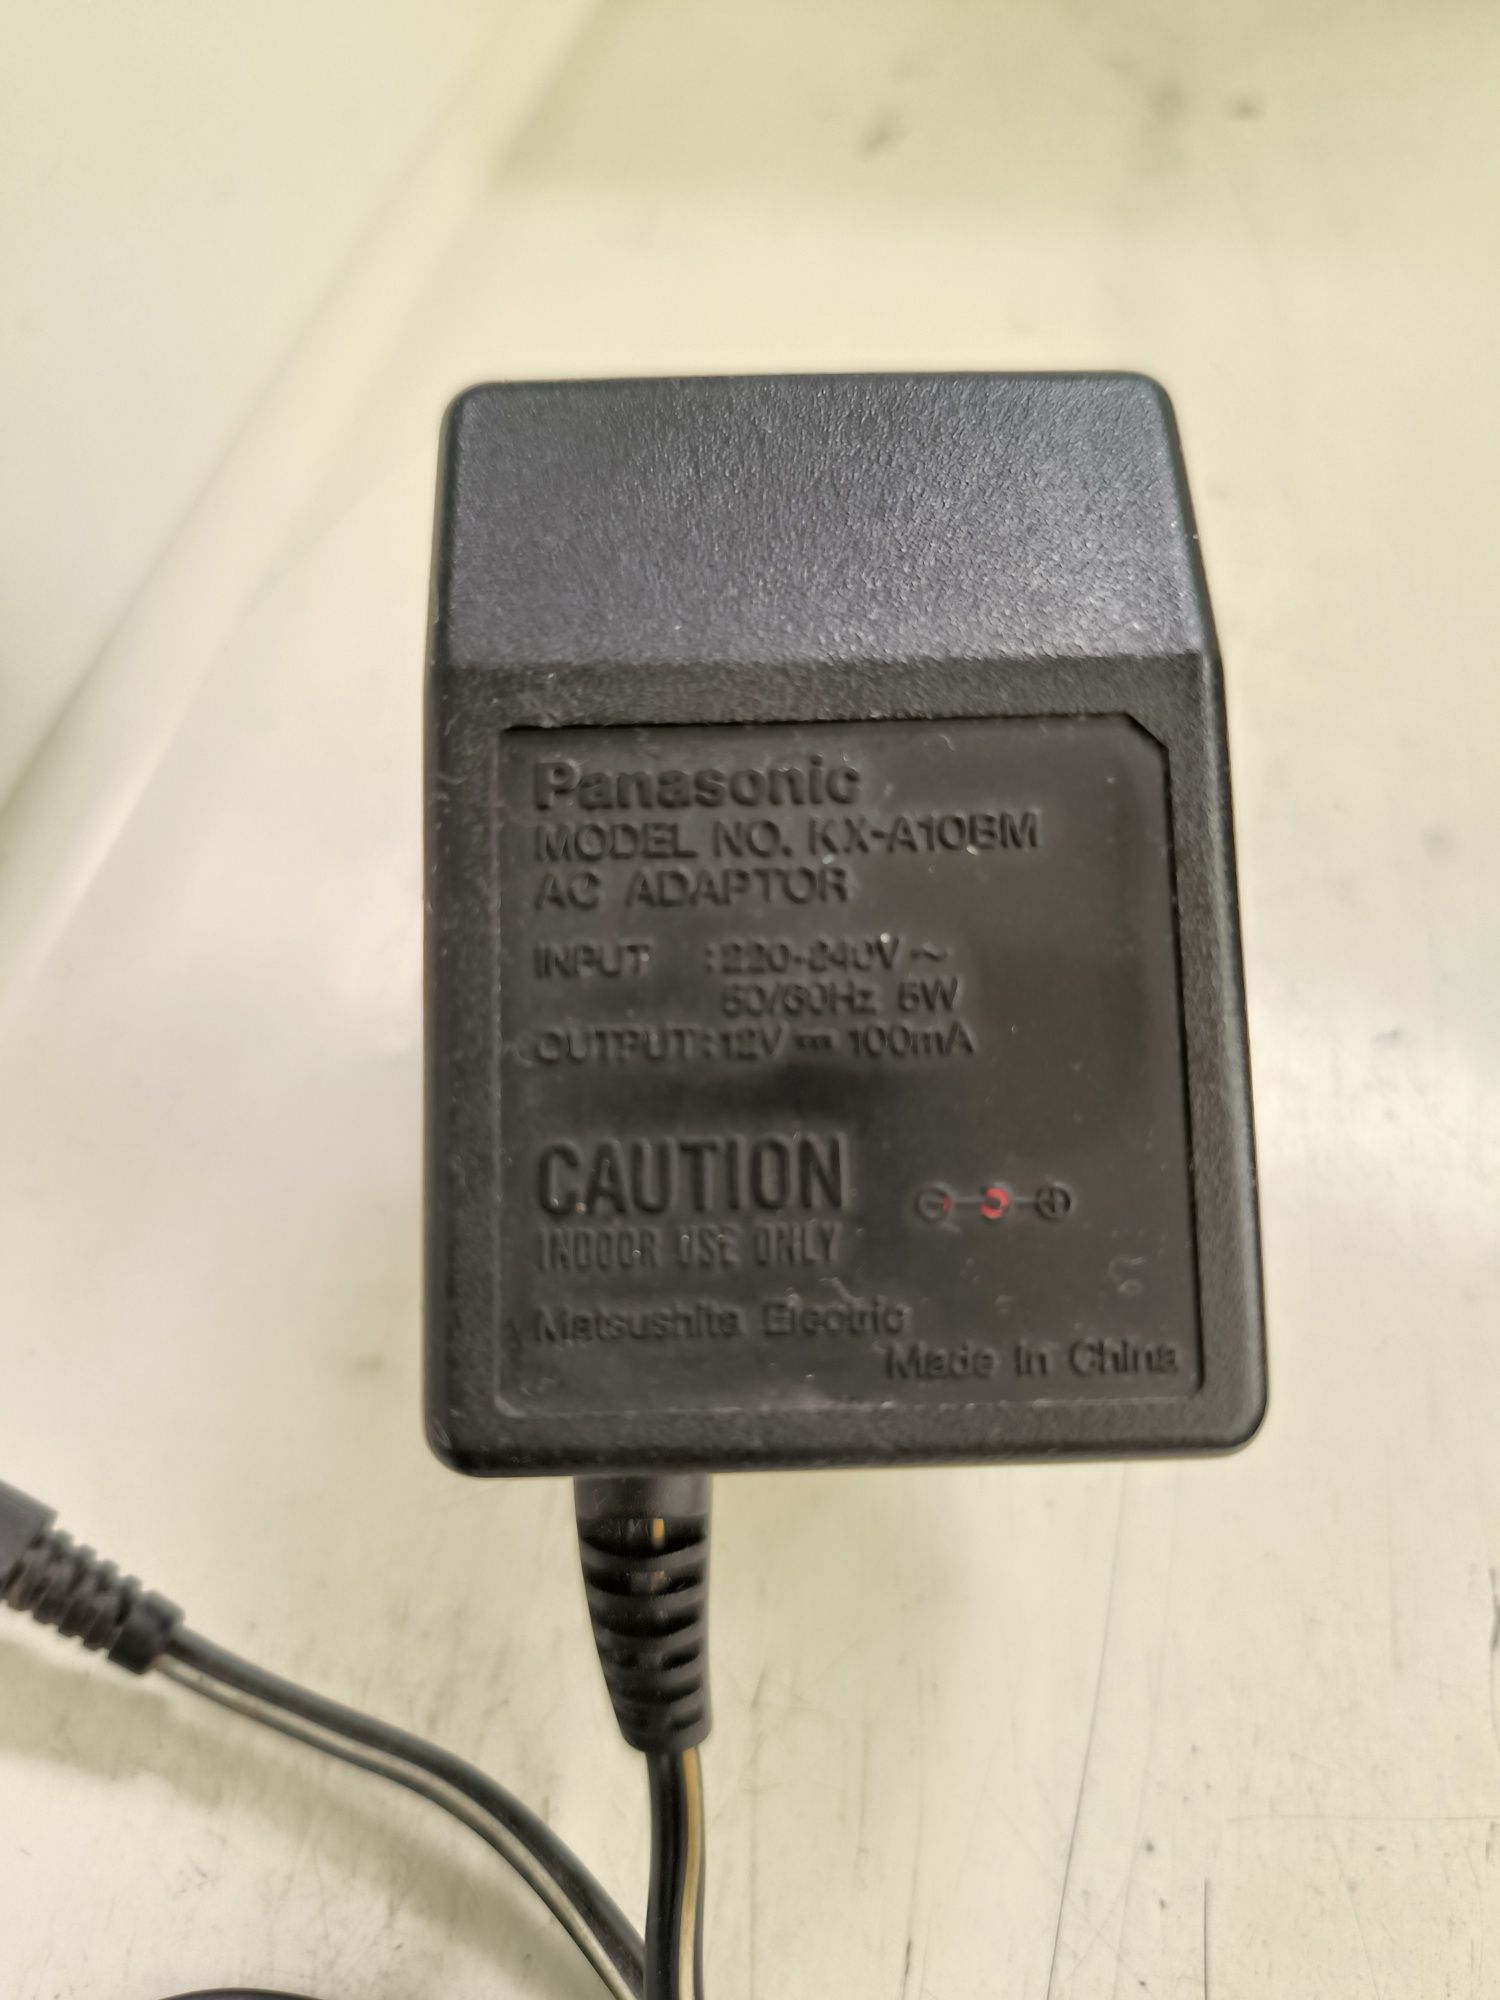 Panasonic
MODEL NO. KX-A10BM
AC ADAPTOR
INPUT :220-240V ~
50/60Hz 5W
OUTPUT:12V ⎓ 100mA
CAUTION
INDOOR USE ONLY
Matsushita Electric
Made in China